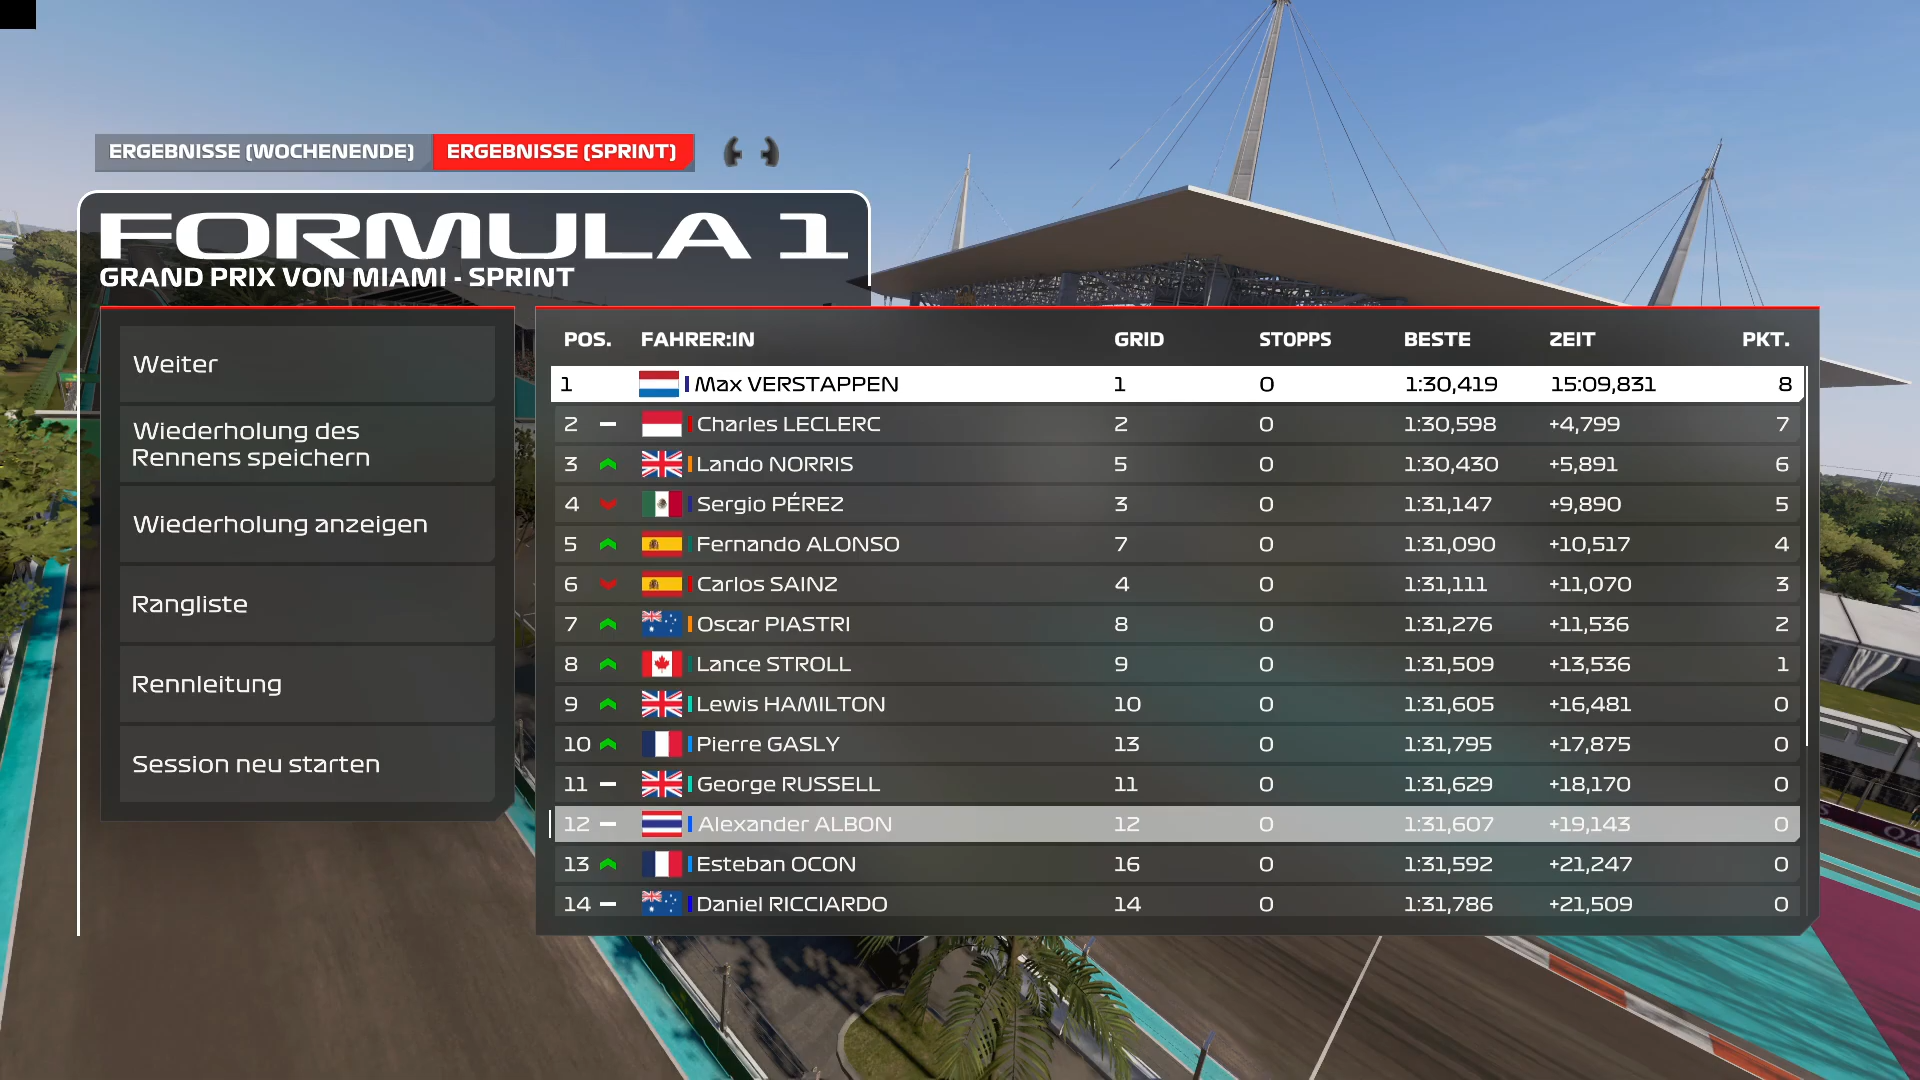 ERGEBNISSE (WOCHENENDE) ERGEBNISSE (SPRINT)
FORMULA 1
GRAND PRIX VON MIAMI - SPRINT
Weiter
Wiederholung des
Rennens speichern
Wiederholung anzeigen
Rangliste
Rennleitung
Session neu starten
POS. FAHRER:IN GRID STOPPS BESTE ZEIT PKT.
1 Max VERSTAPPEN 1 0 1:30,419 15:09,831 8
2 Charles LECLERC 2 0 1:30,598 +4,799 7
3 Lando NORRIS 5 0 1:30,430 +5,891 6
4 Sergio PÉREZ 3 0 1:31,147 +9,890 5
5 Fernando ALONSO 7 0 1:31,090 +10,517 4
6 Carlos SAINZ 4 0 1:31,111 +11,070 3
7 Oscar PIASTRI 8 0 1:31,276 +11,536 2
8 Lance STROLL 9 0 1:31,509 +13,536 1
9 Lewis HAMILTON 10 0 1:31,605 +16,481 0
10 Pierre GASLY 13 0 1:31,795 +17,875 0
11 George RUSSELL 11 0 1:31,629 +18,170 0
12 Alexander ALBON 12 0 1:31,607 +19,143 0
13 Esteban OCON 16 0 1:31,592 +21,247 0
14 Daniel RICCIARDO 14 0 1:31,786 +21,509 0